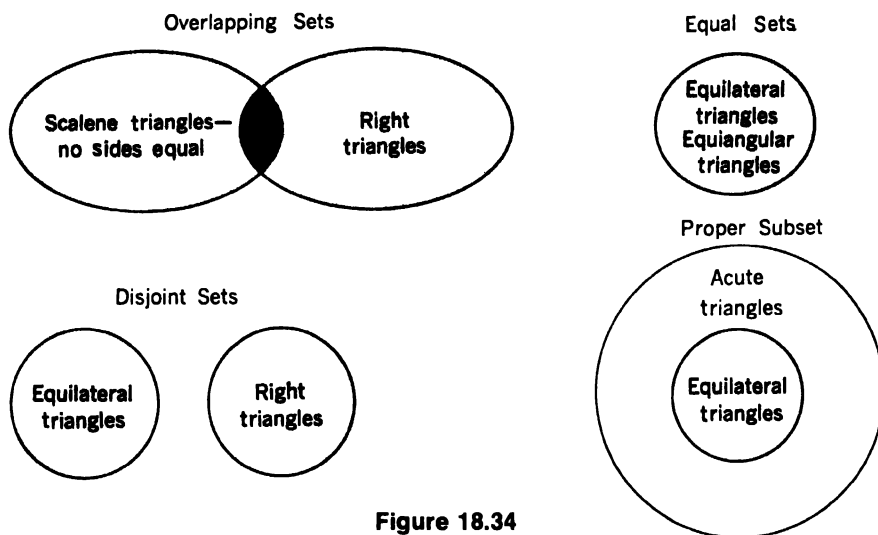 Overlapping Sets
Scalene triangles—
no sides equal
Right
triangles
Equal Sets
Equilateral
triangles
Equiangular
triangles
Disjoint Sets
Equilateral
triangles
Right
triangles
Proper Subset
Acute
triangles
Equilateral
triangles
Figure 18.34